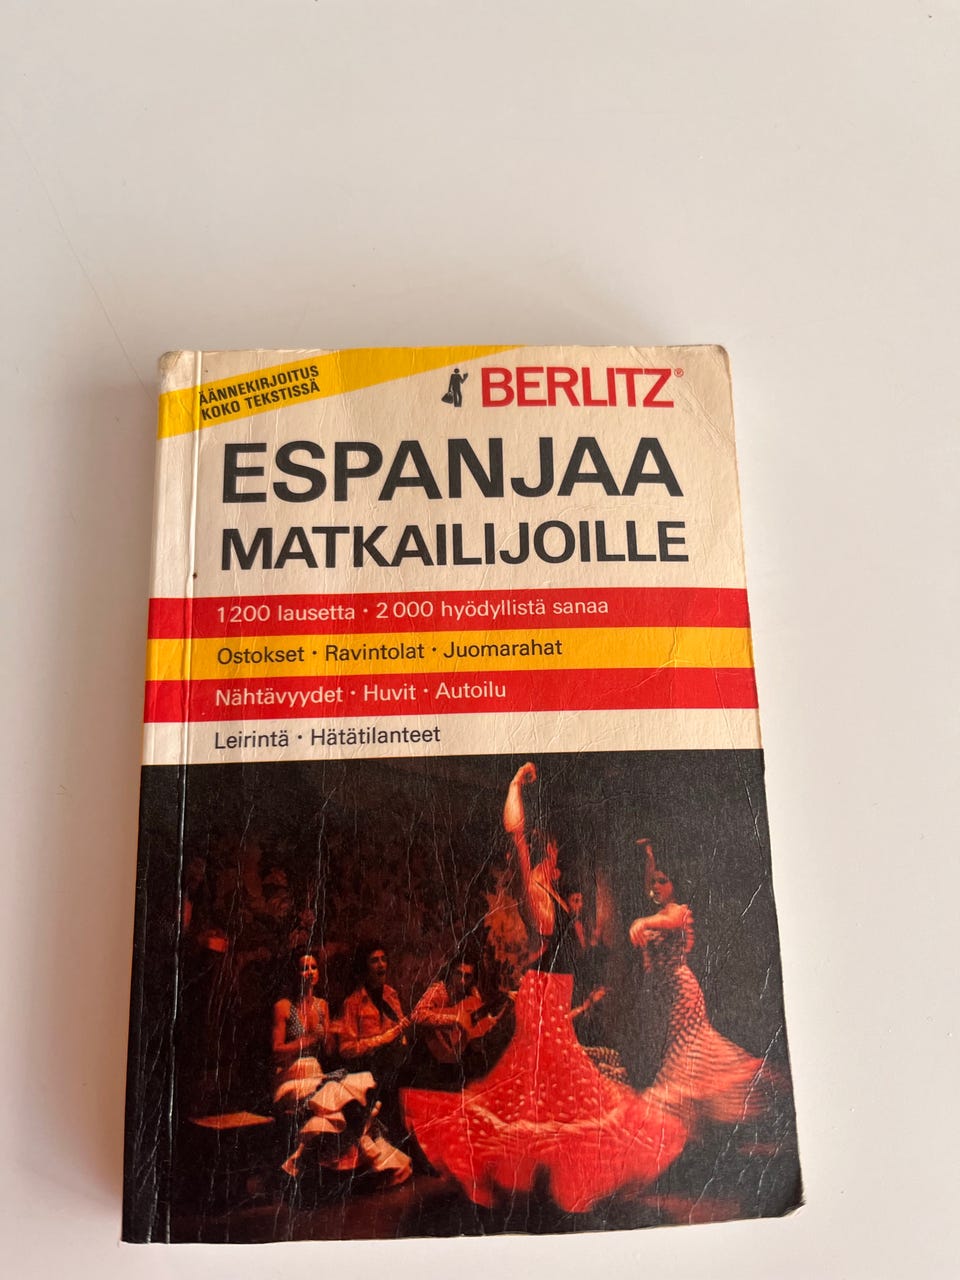 ÄÄNNEKIRJOITUS
KOKO TEKSTISSÄ
BERLITZ®
ESPANJAA
MATKAILIJOILLE
1200 lausetta · 2 000 hyödyllistä sanaa
Ostokset · Ravintolat · Juomarahat
Nähtävyydet · Huvit · Autoilu
Leirintä · Hätätilanteet